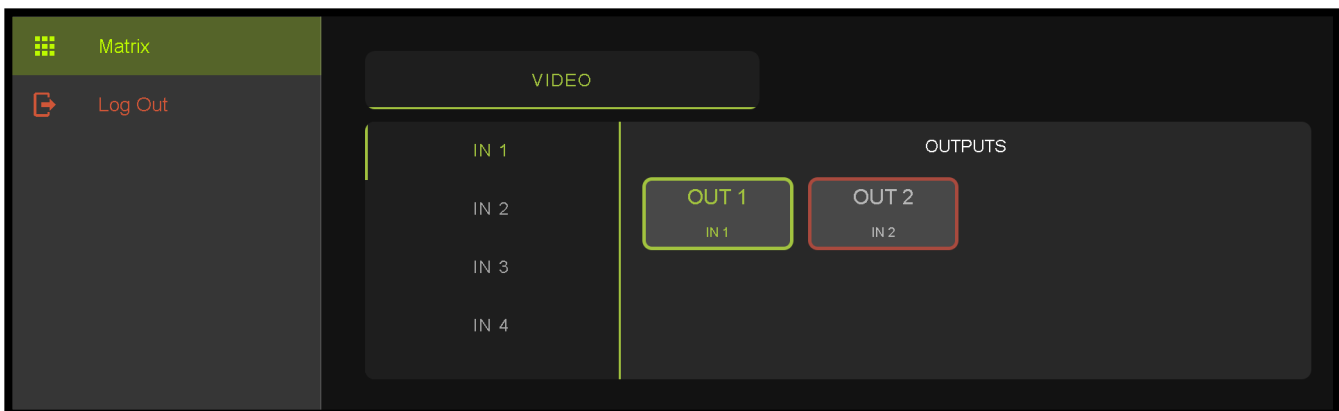 Matrix
Log Out
VIDEO
IN 1
IN 2
IN 3
IN 4
OUTPUTS
OUT 1
IN 1
OUT 2
IN 2